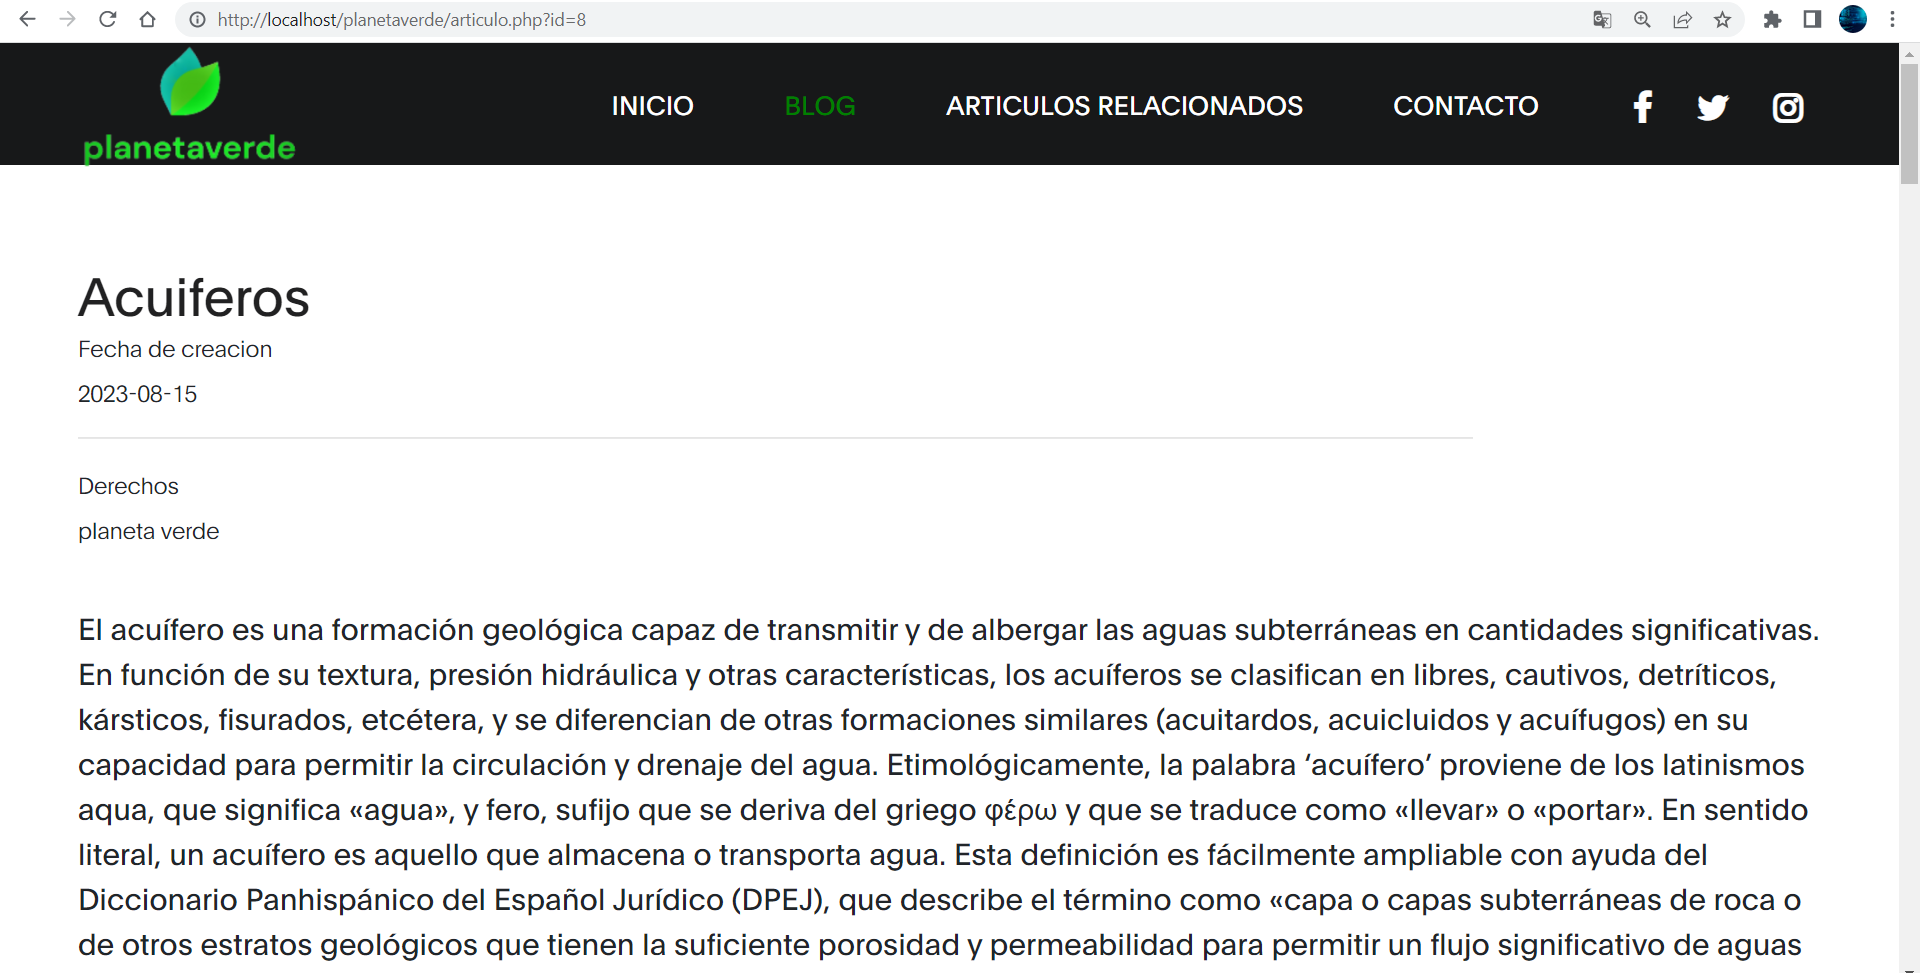 http://localhost/planetaverde/articulo.php?id=8
planetaverde
INICIO
BLOG
ARTICULOS RELACIONADOS
CONTACTO
Acuiferos
Fecha de creacion
2023-08-15
Derechos
planeta verde
El acuífero es una formación geológica capaz de transmitir y de albergar las aguas subterráneas en cantidades significativas.
En función de su textura, presión hidráulica y otras características, los acuíferos se clasifican en libres, cautivos, detríticos,
kársticos, fisurados, etcétera, y se diferencian de otras formaciones similares (acuitardos, acuicluidos y acuífugos) en su
capacidad para permitir la circulación y drenaje del agua. Etimológicamente, la palabra ‘acuífero’ proviene de los latinismos
aqua, que significa «agua», y fero, sufijo que se deriva del griego φέρω y que se traduce como «llevar» o «portar». En sentido
literal, un acuífero es aquello que almacena o transporta agua. Esta definición es fácilmente ampliable con ayuda del
Diccionario Panhispánico del Español Jurídico (DPEJ), que describe el término como «capa o capas subterráneas de roca o
de otros estratos geológicos que tienen la suficiente porosidad y permeabilidad para permitir un flujo significativo de aguas